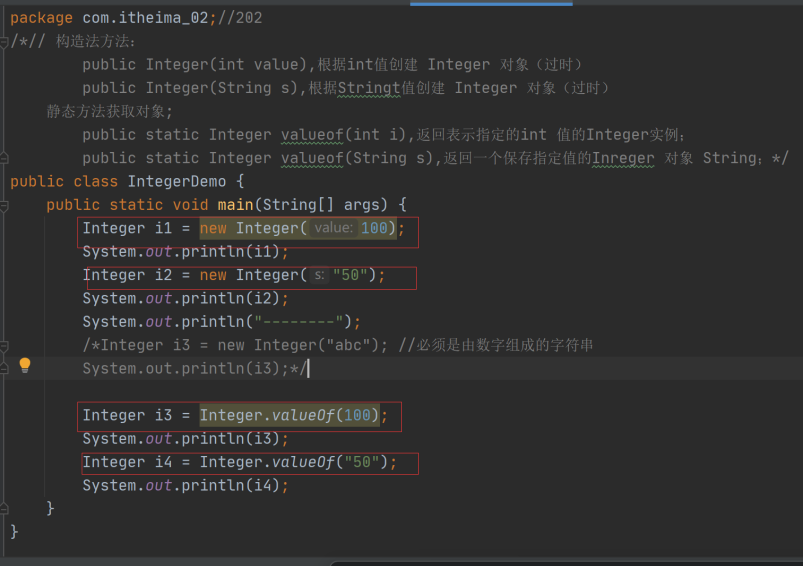 package com.itheima_02;//202
/*// 构造法方法:
public Integer(int value),根据int值创建 Integer 对象（过时）
public Integer(String s),根据Stringt值创建 Integer 对象（过时）
静态方法获取对象;
public static Integer valueof(int i),返回表示指定的int 值的Integer实例；
public static Integer valueof(String s),返回一个保存指定值的Inreger 对象 String；*/
public class IntegerDemo {
public static void main(String[] args) {
Integer i1 = new Integer( value: 100);
System.out.println(i1);
Integer i2 = new Integer( s: "50");
System.out.println(i2);
System.out.println("--------");
/*Integer i3 = new Integer("abc"); //必须是由数字组成的字符串
System.out.println(i3);*/
Integer i3 = Integer.valueOf(100);
System.out.println(i3);
Integer i4 = Integer.valueOf("50");
System.out.println(i4);
}
}